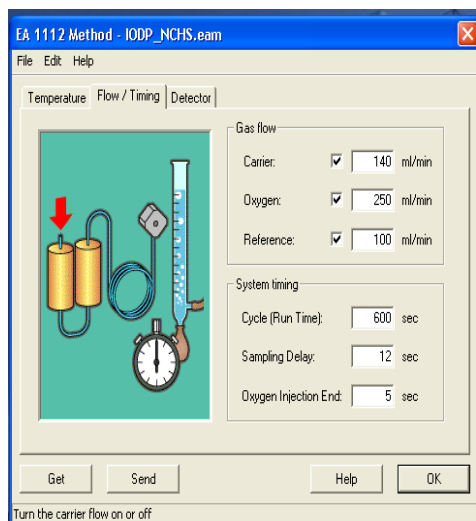 EA 1112 Method - IODP_NCHS.eam
File Edit Help
Temperature Flow / Timing Detector
Gas flow
Carrier: 140 ml/min
Oxygen: 250 ml/min
Reference: 100 ml/min
System timing
Cycle (Run Time): 600 sec
Sampling Delay: 12 sec
Oxygen Injection End: 5 sec
Get Send Help OK
Turn the carrier flow on or off